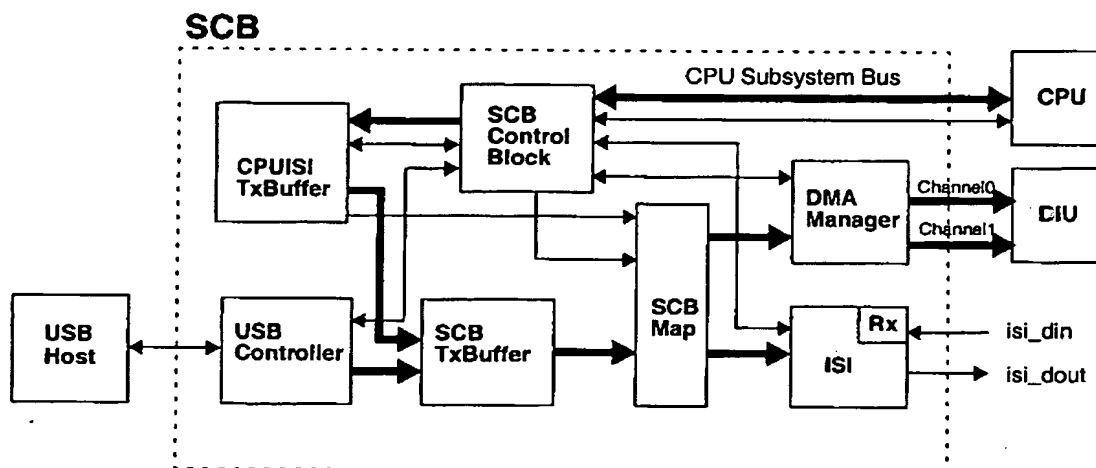 SCB
CPU Subsystem Bus
CPU
SCB
Control
Block
CPUISI
TxBuffer
DMA
Manager
Channel0
Channel1
DIU
SCB
Map
USB
Host
USB
Controller
SCB
TxBuffer
Rx
ISI
isi_din
isi_dout